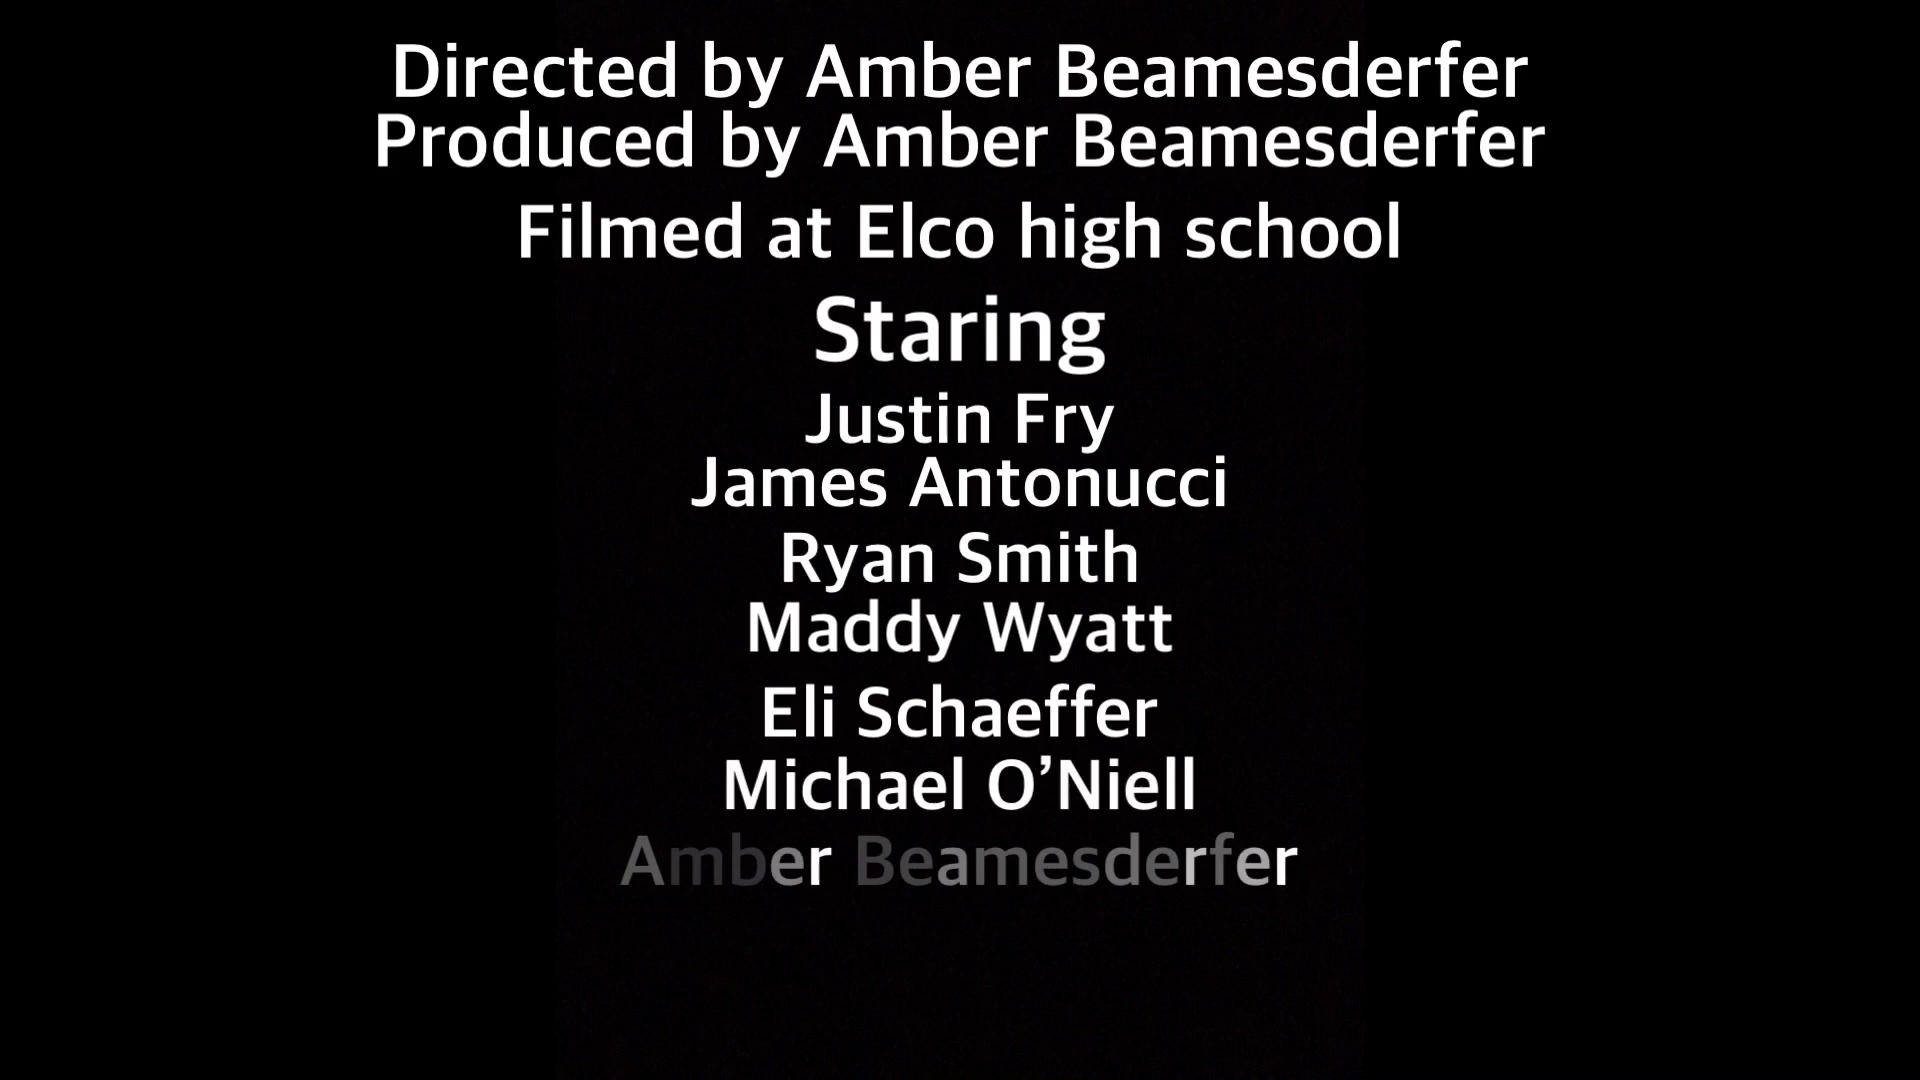 Directed by Amber Beamesderfer
Produced by Amber Beamesderfer
Filmed at Elco high school
Staring
Justin Fry
James Antonucci
Ryan Smith
Maddy Wyatt
Eli Schaeffer
Michael O’Niell
Amber Beamesderfer